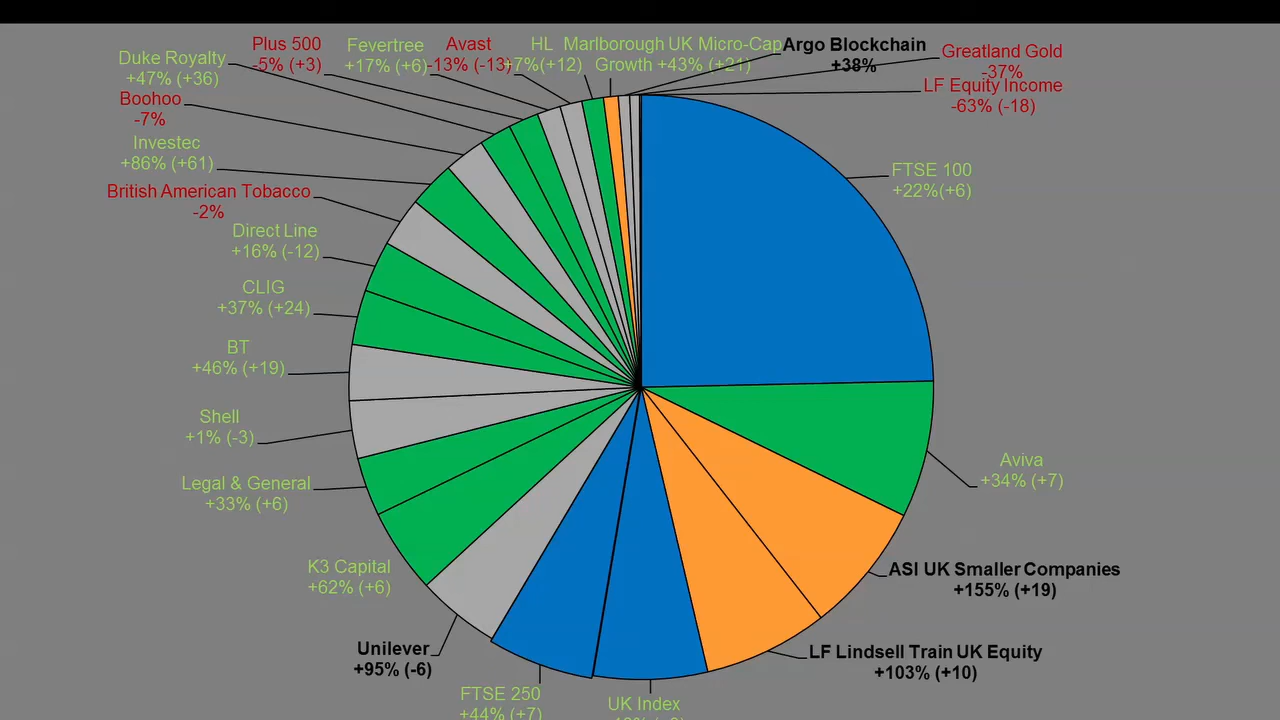 Duke Royalty
+47% (+36)
Plus 500
-5% (+3)
Fevertree
+17% (+6)
Avast
-13% (-13)
HL
+7%(+12)
Marlborough UK Micro-Cap
Growth +43% (+21)
Argo Blockchain
+38%
Greatland Gold
-37%
LF Equity Income
-63% (-18)
Boohoo
-7%
Investec
+86% (+61)
British American Tobacco
-2%
Direct Line
+16% (-12)
CLIG
+37% (+24)
BT
+46% (+19)
Shell
+1% (-3)
Legal & General
+33% (+6)
K3 Capital
+62% (+6)
Unilever
+95% (-6)
FTSE 250
+44% (+7)
UK Index
LF Lindsell Train UK Equity
+103% (+10)
ASI UK Smaller Companies
+155% (+19)
Aviva
+34% (+7)
FTSE 100
+22%(+6)